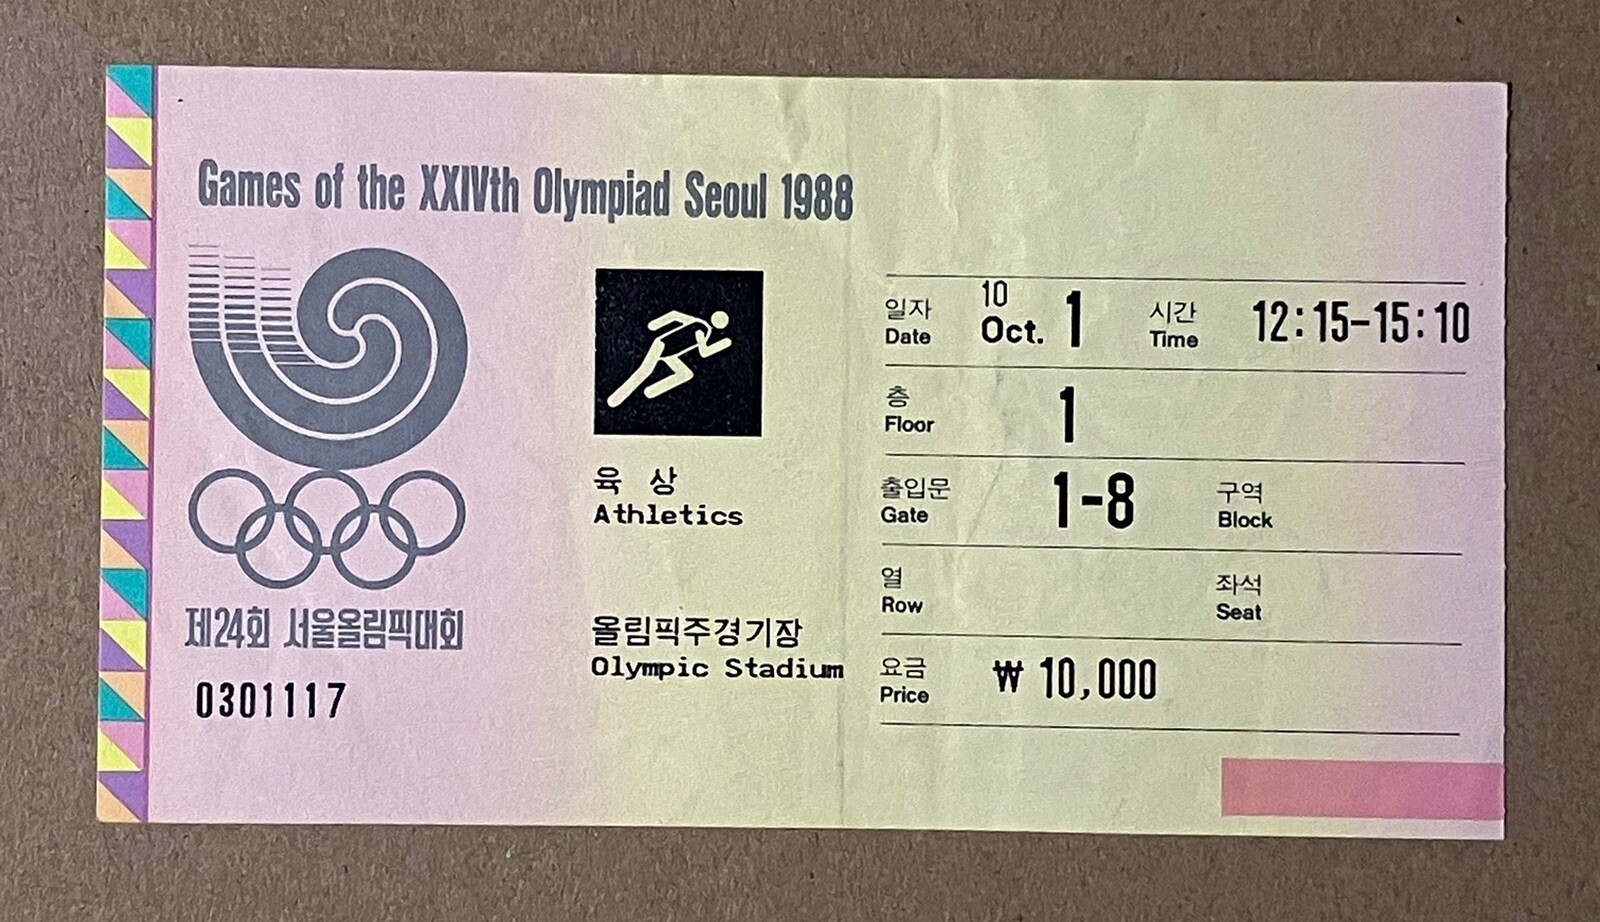 Games of the XXIVth Olympiad Seoul 1988
제24회 서울올림픽대회
0301117
육 상
Athletics
올림픽주경기장
Olympic Stadium
일자 10 시간
Date Oct. 1 Time 12:15-15:10
층
Floor 1
출입문 구역
Gate 1-8 Block
열 좌석
Row Seat
요금
Price ₩ 10,000